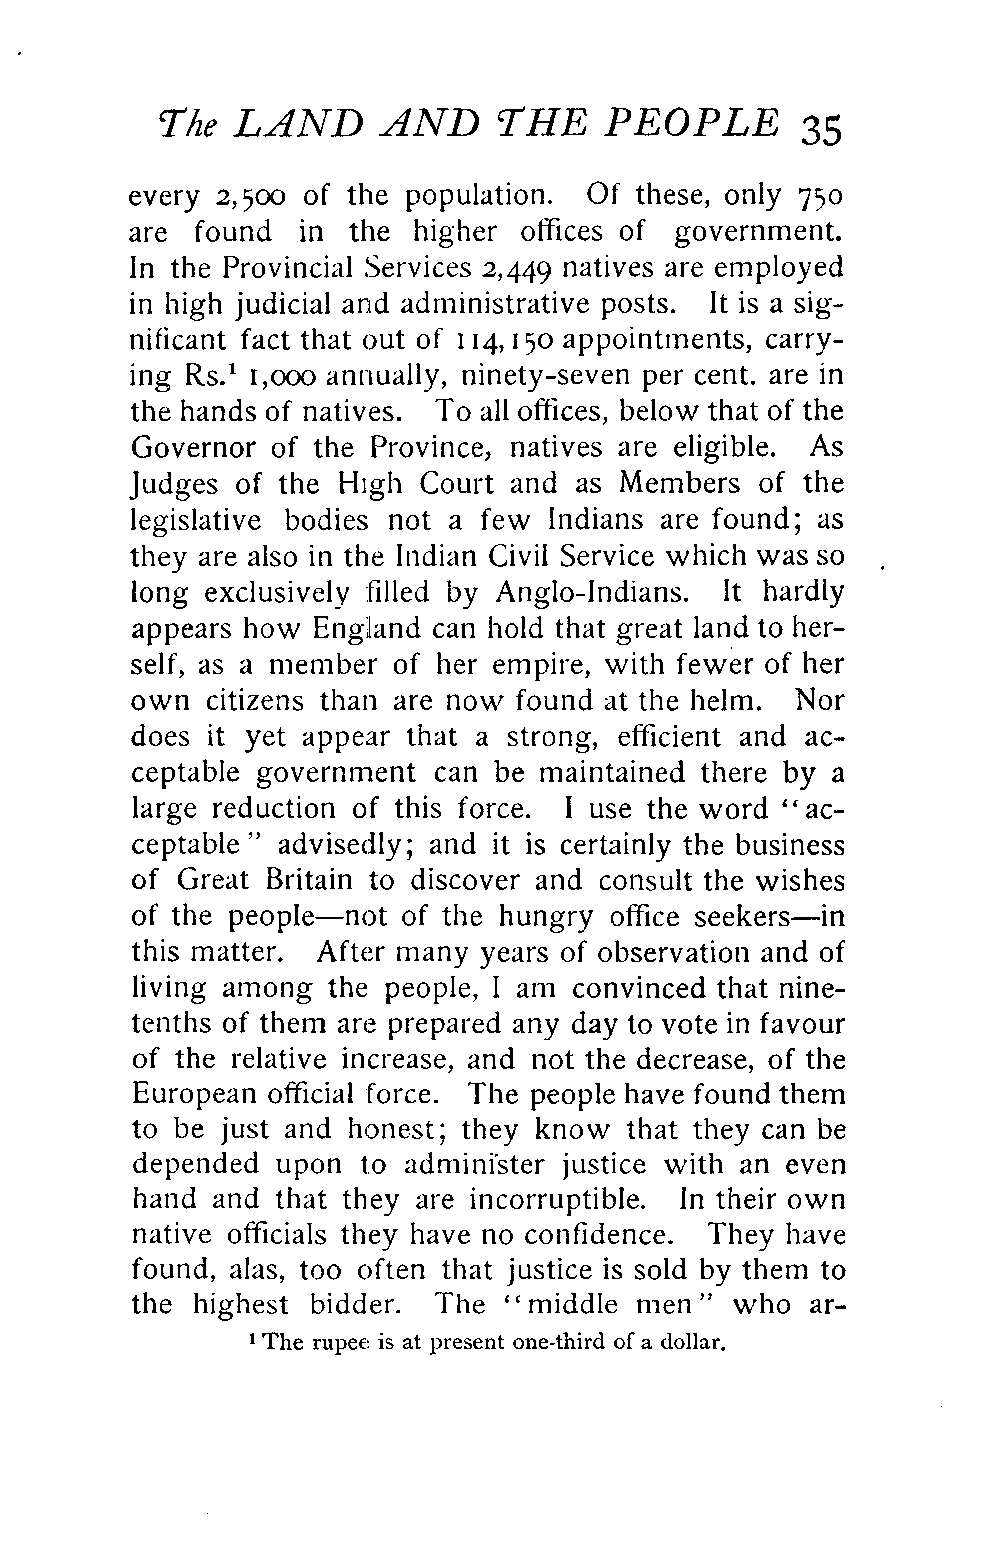 The LAND AND THE PEOPLE 35
every 2,500 of the population. Of these, only 750
are found in the higher offices of government.
In the Provincial Services 2,449 natives are employed
in high judicial and administrative posts. It is a sig-
nificant fact that out of 114,150 appointments, carry-
ing Rs.¹ 1,000 annually, ninety-seven per cent. are in
the hands of natives. To all offices, below that of the
Governor of the Province, natives are eligible. As
Judges of the High Court and as Members of the
legislative bodies not a few Indians are found; as
they are also in the Indian Civil Service which was so
long exclusively filled by Anglo-Indians. It hardly
appears how England can hold that great land to her-
self, as a member of her empire, with fewer of her
own citizens than are now found at the helm. Nor
does it yet appear that a strong, efficient and ac-
ceptable government can be maintained there by a
large reduction of this force. I use the word "ac-
ceptable" advisedly; and it is certainly the business
of Great Britain to discover and consult the wishes
of the people—not of the hungry office seekers—in
this matter. After many years of observation and of
living among the people, I am convinced that nine-
tenths of them are prepared any day to vote in favour
of the relative increase, and not the decrease, of the
European official force. The people have found them
to be just and honest; they know that they can be
depended upon to administer justice with an even
hand and that they are incorruptible. In their own
native officials they have no confidence. They have
found, alas, too often that justice is sold by them to
the highest bidder. The "middle men" who ar-
¹ The rupee is at present one-third of a dollar.